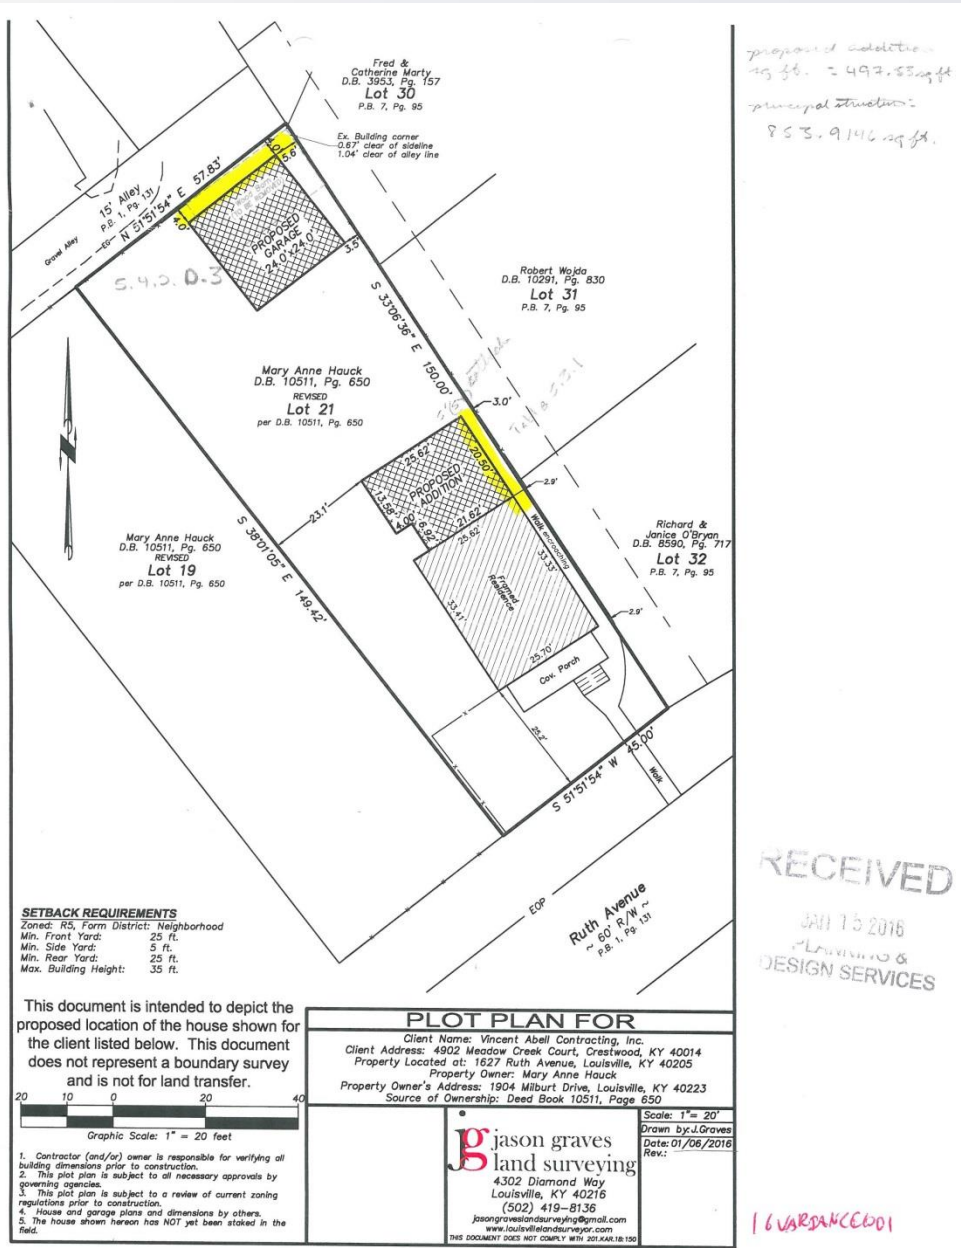 proposed addition
sq ft. = 497.55 sq ft
principal structure:
853.9146 sq ft.
Fred &
Catherine Marty
D.B. 3953, Pg. 157
Lot 30
P.B. 7, Pg. 95
Ex. Building corner
0.67' clear of sideline
1.04' clear of alley line
15' Alley
P.B. 1, Pg. 131
Gravel Alley
EG
N 51°51'54" E 57.83'
4.0'
5.6'
4.0'
TO BE REMOVED
PROPOSED
GARAGE
24.0'x24.0'
3.5'
5.4.2. D.3
S 33°06'36" E 150.00'
Robert Wojda
D.B. 10291, Pg. 830
Lot 31
P.B. 7, Pg. 95
Mary Anne Hauck
D.B. 10511, Pg. 650
REVISED
Lot 21
per D.B. 10511, Pg. 650
Table 5.3.1
3.0'
25.62'
20.50'
PROPOSED
ADDITION
13.58'
4.00'
6.92'
21.62'
2.9'
23.1'
25.62'
Walk encroaching
33.33'
Framed
Residence
33.41'
2.9'
25.70'
Cov. Porch
Richard &
Janice O'Bryan
D.B. 8590, Pg. 717
Lot 32
P.B. 7, Pg. 95
Mary Anne Hauck
D.B. 10511, Pg. 650
REVISED
Lot 19
per D.B. 10511, Pg. 650
S 38°01'05" E 149.42'
25.2'
S 51°51'54" W 45.00'
Walk
EOP
Ruth Avenue
~ 60' R/W ~
P.B. 1, Pg. 131
RECEIVED
JAN 15 2016
PLANNING &
DESIGN SERVICES
SETBACK REQUIREMENTS
Zoned: R5, Form District: Neighborhood
Min. Front Yard: 25 ft.
Min. Side Yard: 5 ft.
Min. Rear Yard: 25 ft.
Max. Building Height: 35 ft.
This document is intended to depict the
proposed location of the house shown for
the client listed below. This document
does not represent a boundary survey
and is not for land transfer.
20 10 0 20 40
Graphic Scale: 1" = 20 feet
1. Contractor (and/or) owner is responsible for verifying all
building dimensions prior to construction.
2. This plot plan is subject to all necessary approvals by
governing agencies.
3. This plot plan is subject to a review of current zoning
regulations prior to construction.
4. House and garage plans and dimensions by others.
5. The house shown hereon has NOT yet been staked in the
field.
PLOT PLAN FOR
Client Name: Vincent Abell Contracting, Inc.
Client Address: 4902 Meadow Creek Court, Crestwood, KY 40014
Property Located at: 1627 Ruth Avenue, Louisville, KY 40205
Property Owner: Mary Anne Hauck
Property Owner's Address: 1904 Milburt Drive, Louisville, KY 40223
Source of Ownership: Deed Book 10511, Page 650
jg jason graves
land surveying
4302 Diamond Way
Louisville, KY 40216
(502) 419-8136
jasongraveslandsurveying@gmail.com
www.louisvillelandsurveyor.com
THIS DOCUMENT DOES NOT COMPLY WITH 201.KAR.18:150
Scale: 1"= 20'
Drawn by: J.Graves
Date: 01/06/2016
Rev.:
16VARIANCE1001